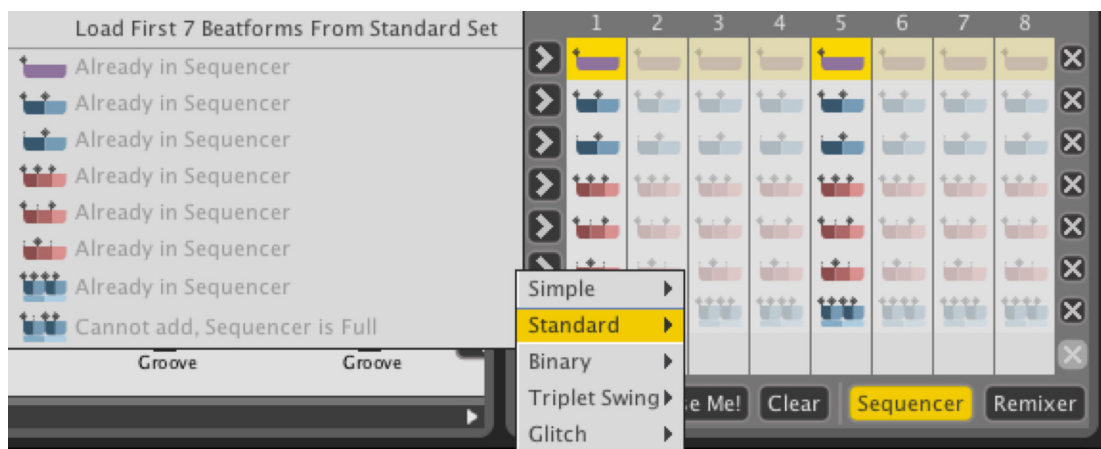 Load First 7 Beatforms From Standard Set
1 2 3 4 5 6 7 8
Already in Sequencer
Already in Sequencer
Already in Sequencer
Already in Sequencer
Already in Sequencer
Already in Sequencer
Already in Sequencer
Cannot add, Sequencer is Full
Simple
Standard
Binary
Triplet Swing
Glitch
Groove Groove
e Me! Clear Sequencer Remixer